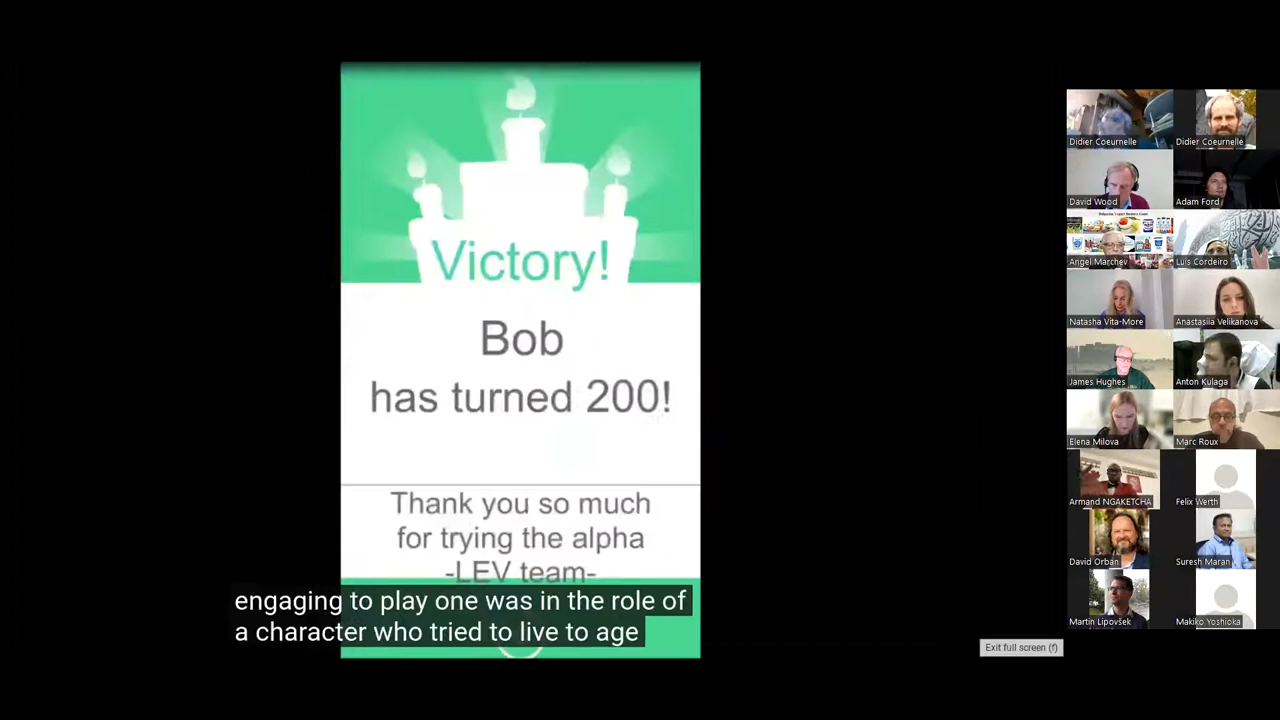 Victory!
Bob
has turned 200!
Thank you so much
for trying the alpha
-LEV team-
engaging to play one was in the role of
a character who tried to live to age
Didier Coeurnelle
Didier Coeurnelle
David Wood
Adam Ford
Angel Marchev
Luis Cordeiro
Natasha Vita-More
Anastasiia Velikanova
James Hughes
Anton Kulaga
Elena Milova
Marc Roux
Armand NGAKETCHA
Felix Werth
David Orban
Suresh Maran
Martin Lipovšek
Makiko Yoshioka
Exit full screen (f)